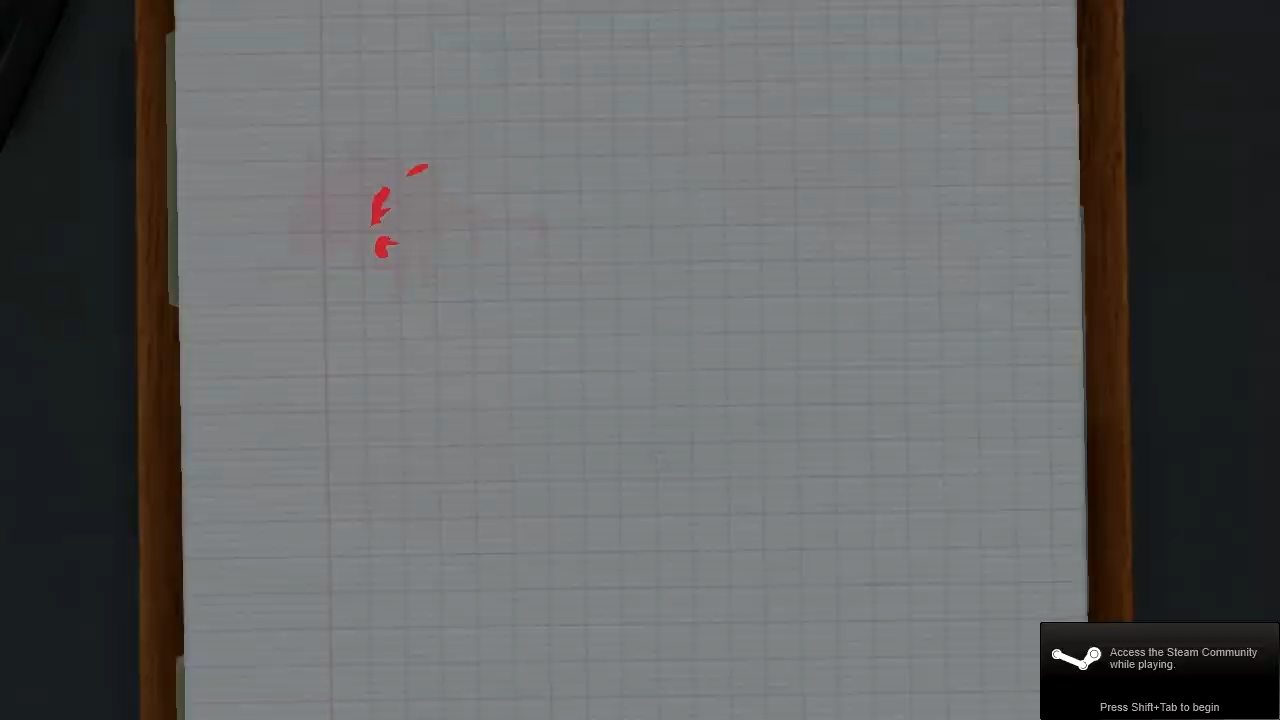 Access the Steam Community
while playing.
Press Shift+Tab to begin